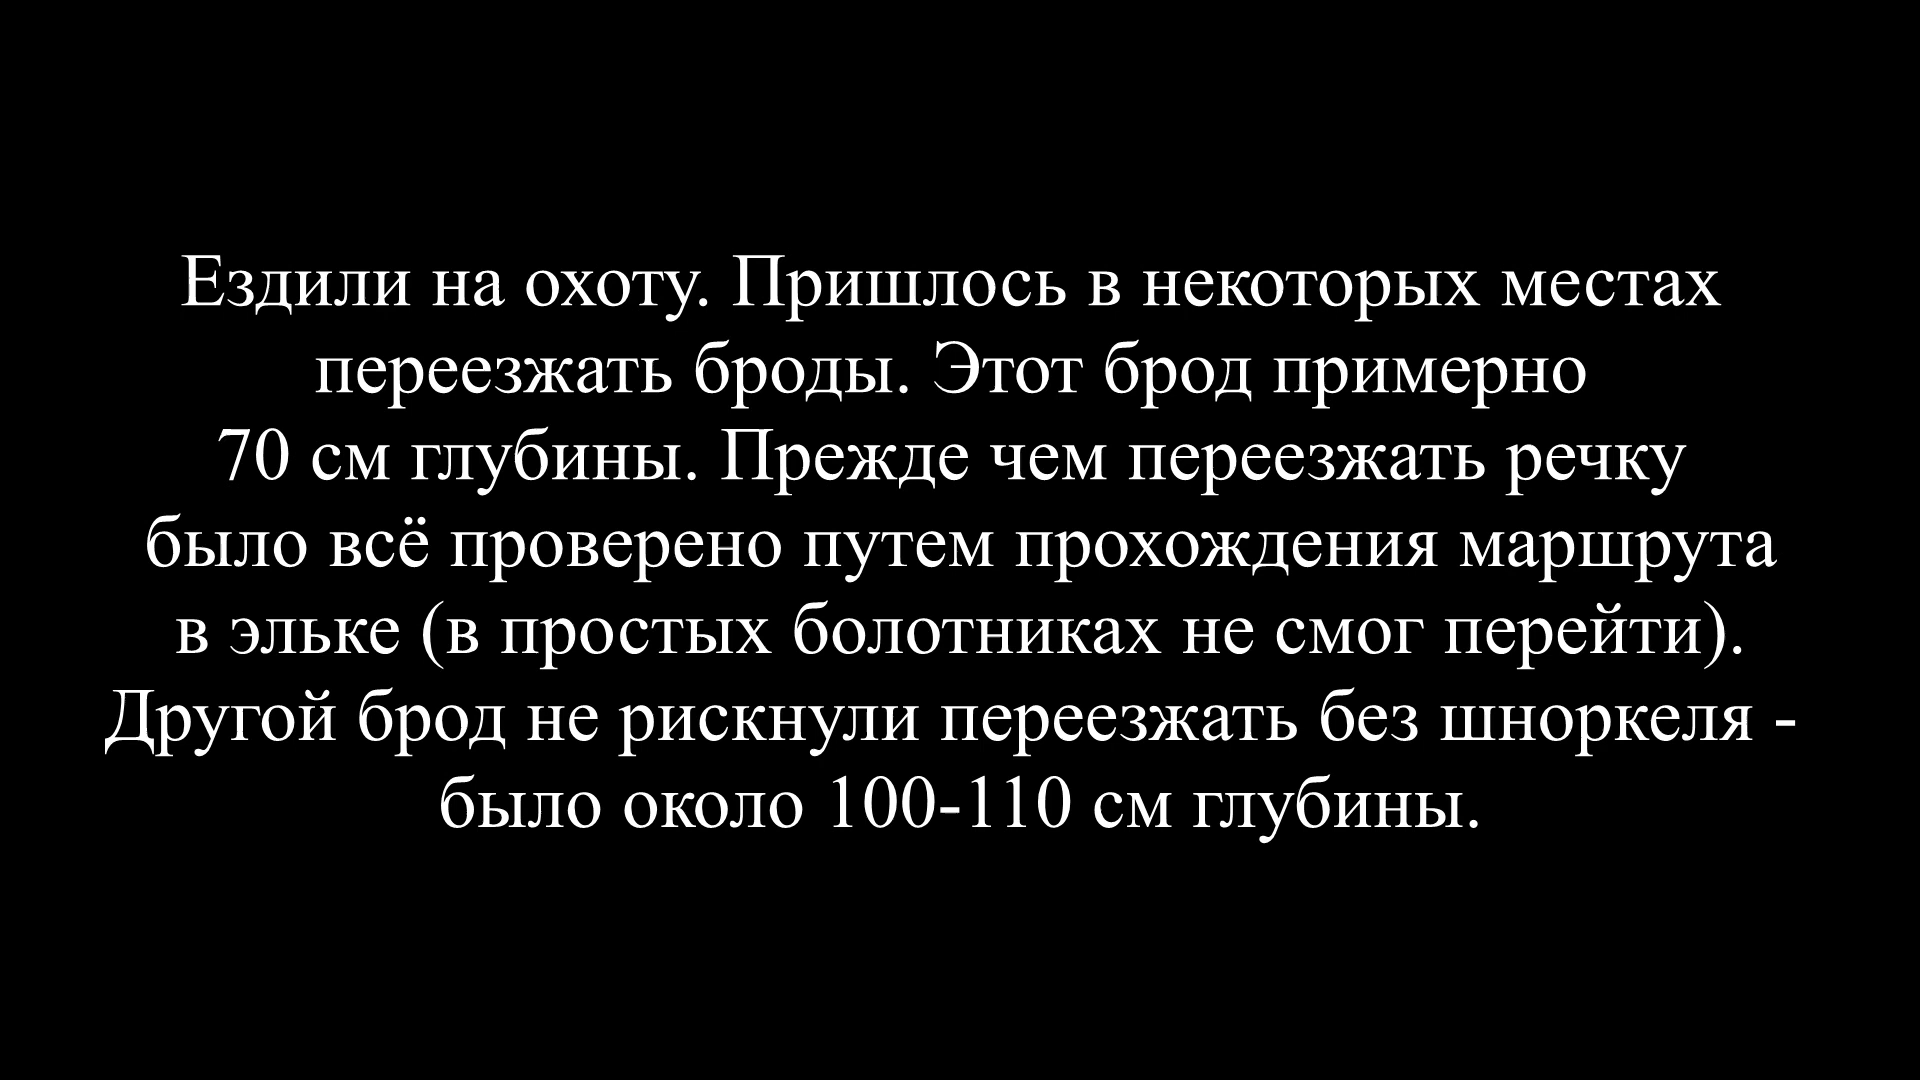 Ездили на охоту. Пришлось в некоторых местах
переезжать броды. Этот брод примерно
70 см глубины. Прежде чем переезжать речку
было всё проверено путем прохождения маршрута
в эльке (в простых болотниках не смог перейти).
Другой брод не рискнули переезжать без шноркеля -
было около 100-110 см глубины.